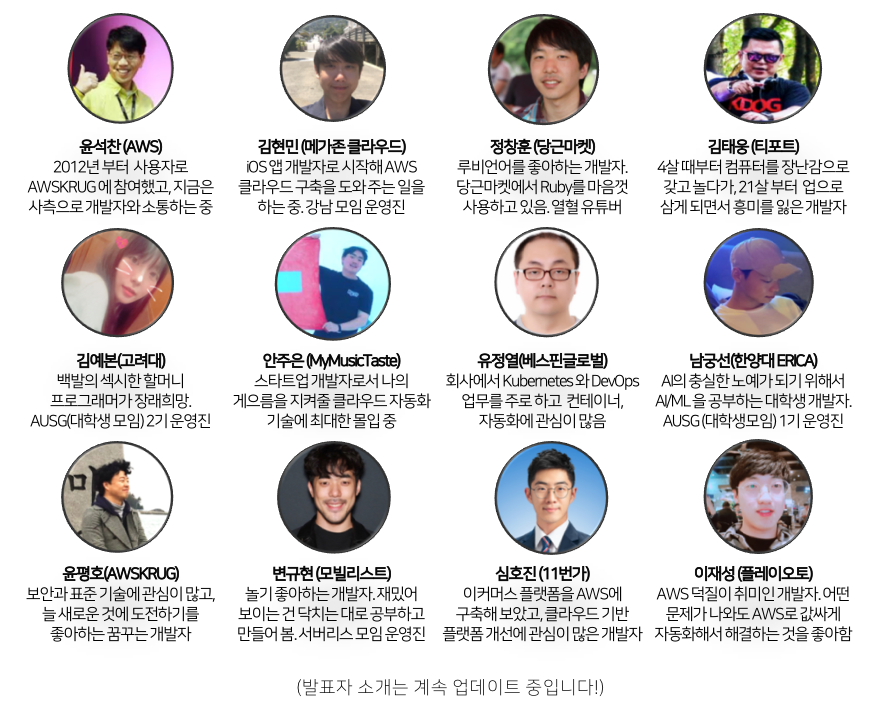 KDOG
윤석찬 (AWS)
2012년 부터 사용자로
AWSKRUG 에 참여했고, 지금은
사측으로 개발자와 소통하는 중
김현민 (메가존 클라우드)
iOS 앱 개발자로 시작해 AWS
클라우드 구축을 도와 주는 일을
하는 중. 강남 모임 운영진
정창훈 (당근마켓)
루비언어를 좋아하는 개발자.
당근마켓에서 Ruby를 마음껏
사용하고 있음. 열혈 유튜버
김태웅 (티포트)
4살 때부터 컴퓨터를 장난감으로
갖고 놀다가, 21살 부터 업으로
삼게 되면서 흥미를 잃은 개발자
김예본(고려대)
백발의 섹시한 할머니
프로그래머가 장래희망.
AUSG(대학생 모임) 2기 운영진
안주은 (MyMusicTaste)
스타트업 개발자로서 나의
게으름을 지켜줄 클라우드 자동화
기술에 최대한 몰입 중
유정열(베스핀글로벌)
회사에서 Kubernetes 와 DevOps
업무를 주로 하고 컨테이너,
자동화에 관심이 많음
남궁선(한양대 ERICA)
AI의 충실한 노예가 되기 위해서
AI/ML 을 공부하는 대학생 개발자.
AUSG (대학생모임) 1기 운영진
윤평호(AWSKRUG)
보안과 표준 기술에 관심이 많고,
늘 새로운 것에 도전하기를
좋아하는 꿈꾸는 개발자
변규현 (모빌리스트)
놀기 좋아하는 개발자. 재밌어
보이는 건 닥치는 대로 공부하고
만들어 봄. 서버리스 모임 운영진
심호진 (11번가)
이커머스 플랫폼을 AWS에
구축해 보았고, 클라우드 기반
플랫폼 개선에 관심이 많은 개발자
이재성 (플레이오토)
AWS 덕질이 취미인 개발자. 어떤
문제가 나와도 AWS로 값싸게
자동화해서 해결하는 것을 좋아함
(발표자 소개는 계속 업데이트 중입니다!)